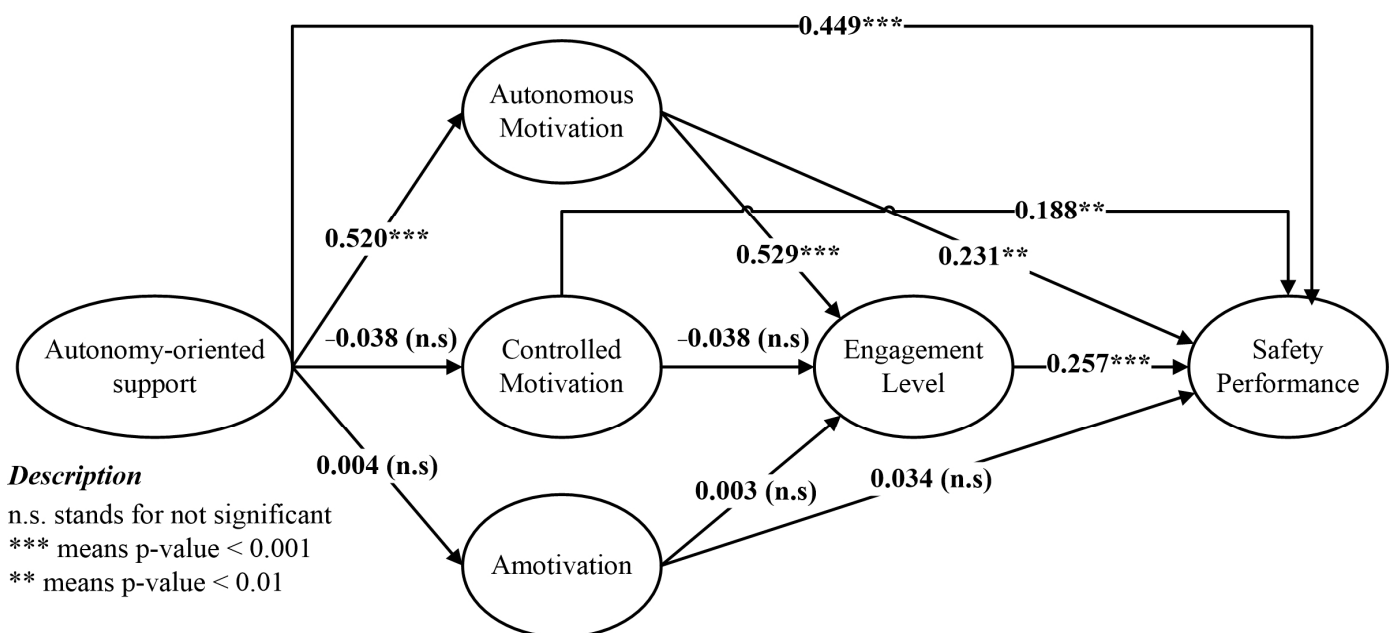 0.449***
Autonomous
Motivation
0.188**
0.520***
0.529***
0.231**
Autonomy-oriented
support
-0.038 (n.s)
Controlled
Motivation
-0.038 (n.s)
Engagement
Level
0.257***
Safety
Performance
0.004 (n.s)
0.003 (n.s)
0.034 (n.s)
Amotivation
Description
n.s. stands for not significant
*** means p-value < 0.001
** means p-value < 0.01